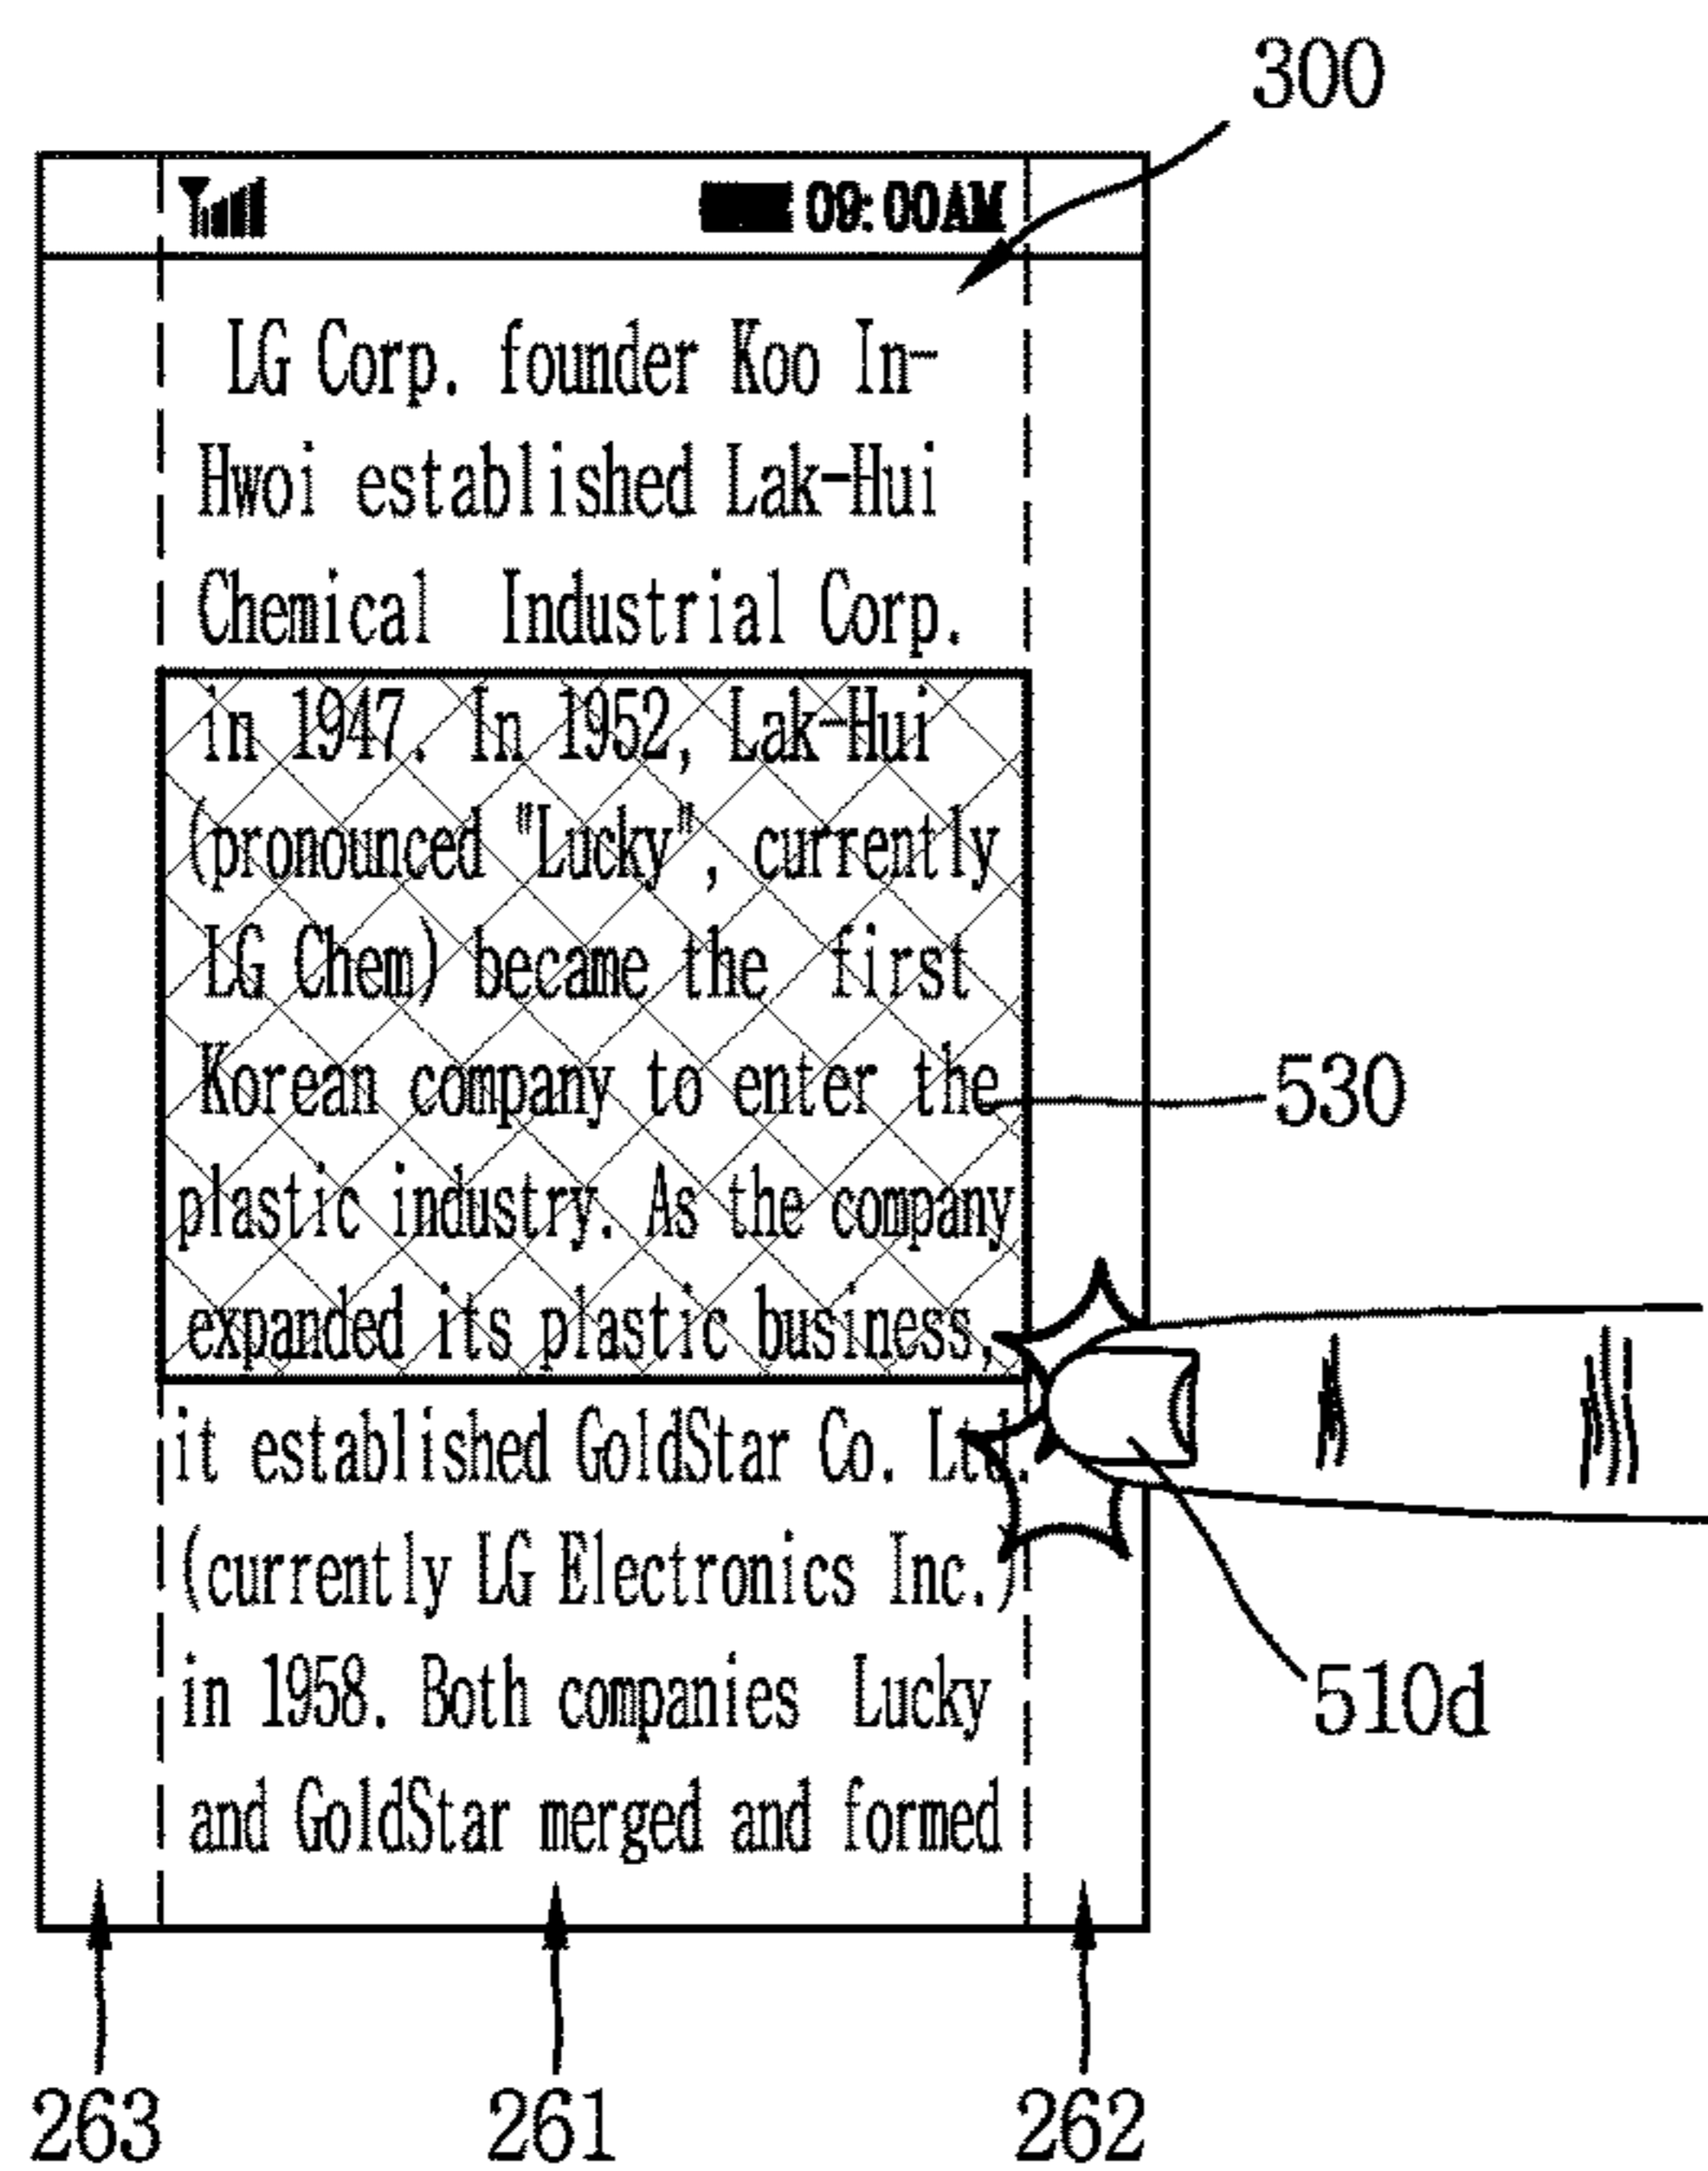 300
09:00AM
LG Corp. founder Koo In-
Hwoi established Lak-Hui
Chemical Industrial Corp.
in 1947. In 1952, Lak-Hui
(pronounced "Lucky", currently
LG Chem) became the first
Korean company to enter the
530
plastic industry. As the company
expanded its plastic business,
it established GoldStar Co. Ltd.
(currently LG Electronics Inc.)
in 1958. Both companies Lucky
510d
and GoldStar merged and formed
263 261 262